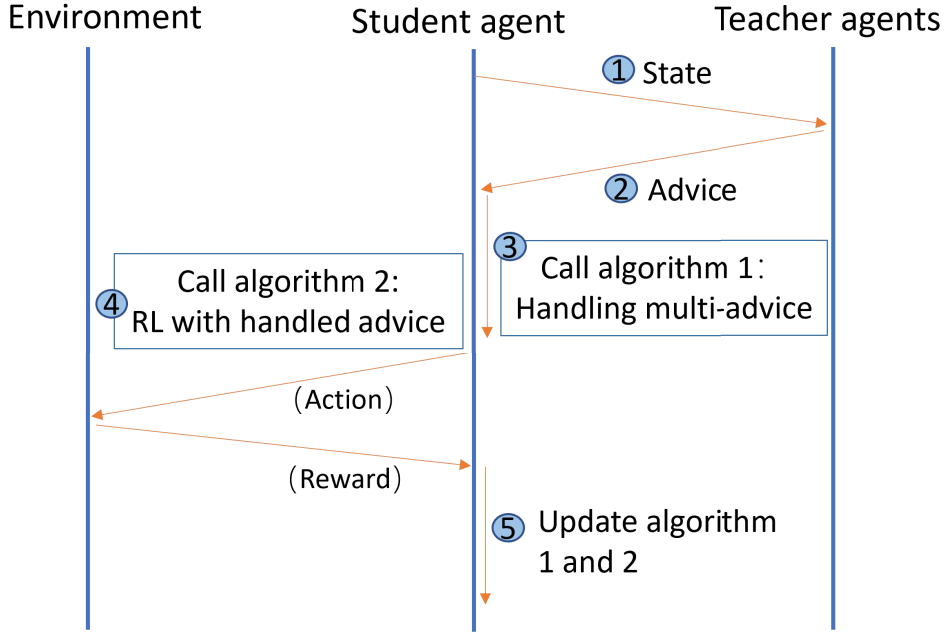 Environment
Student agent
Teacher agents
1 State
2 Advice
3
Call algorithm 1:
Handling multi-advice
4
Call algorithm 2:
RL with handled advice
(Action)
(Reward)
5 Update algorithm
1 and 2